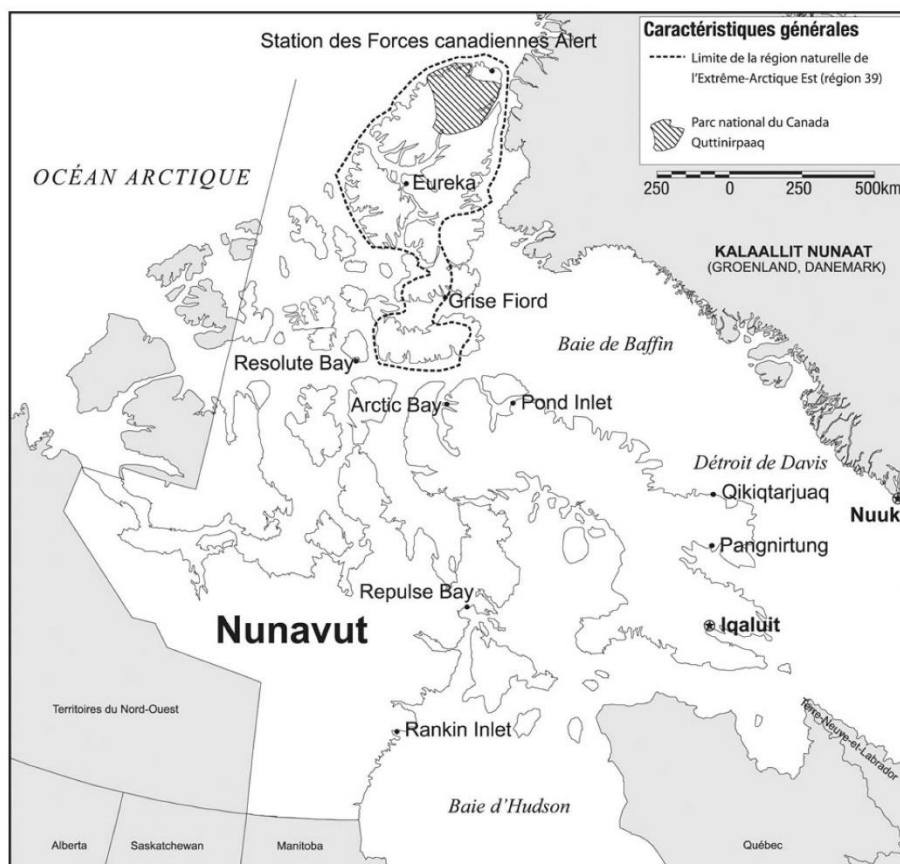 Caractéristiques générales
Limite de la région naturelle de
l'Extrême-Arctique Est (région 39)
Parc national du Canada
Quttinirpaaq
250 0 250 500km
Station des Forces canadiennes Alert
OCÉAN ARCTIQUE
Eureka
KALAALLIT NUNAAT
(GROENLAND, DANEMARK)
Grise Fiord
Baie de Baffin
Resolute Bay
Arctic Bay
Pond Inlet
Détroit de Davis
Qikiqtarjuaq
Nuuk
Pangnirtung
Repulse Bay
Nunavut
Iqaluit
Territoires du Nord-Ouest
Terre-Neuve-et-Labrador
Rankin Inlet
Baie d'Hudson
Alberta
Saskatchewan
Manitoba
Québec